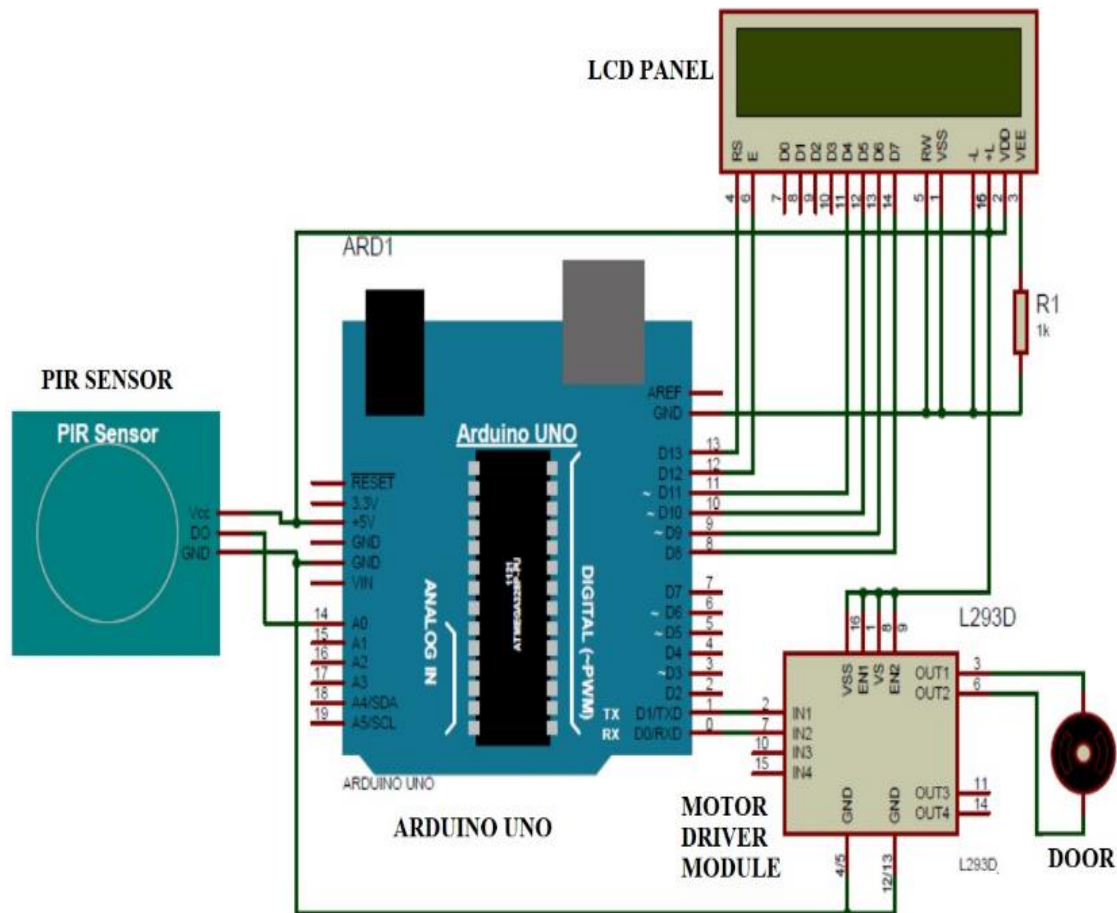 LCD PANEL
RS
E
D0
D1
D2
D3
D4
D5
D6
D7
RW
VSS
-L
+L
VDD
VEE
4
6
7
8
9
10
11
12
13
14
5
1
16
2
3
ARD1
R1
1k
PIR SENSOR
PIR Sensor
Vcc
DO
GND
Arduino UNO
RESET
3.3V
+5V
GND
GND
VIN
14 A0
15 A1
16 A2
17 A3
18 A4/SDA
19 A5/SCL
ANALOG IN
1121
ATMEGA328P-PU
DIGITAL (~PWM)
AREF
GND
D13 13
D12 12
~ D11 11
~ D10 10
~ D9 9
D8 8
D7 7
~ D6 6
~ D5 5
D4 4
~ D3 3
D2 2
TX D1/TXD 1
RX D0/RXD 0
ARDUINO UNO
ARDUINO UNO
L293D
16
1
8
9
VSS
EN1
VS
EN2
2 IN1
7 IN2
10 IN3
15 IN4
OUT1 3
OUT2 6
OUT3 11
OUT4 14
GND
GND
4/5
12/13
L293D
MOTOR
DRIVER
MODULE
DOOR